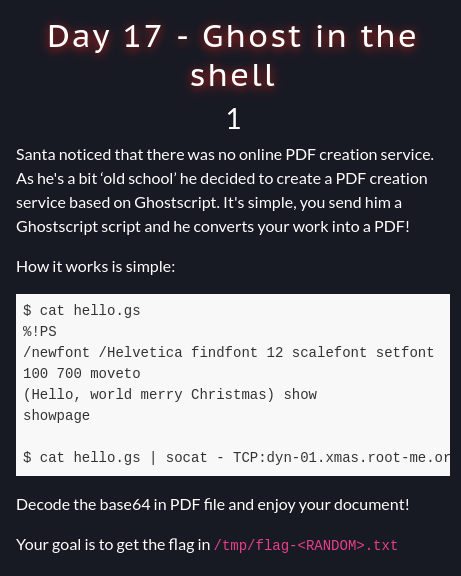 Day 17 - Ghost in the
shell
1
Santa noticed that there was no online PDF creation service.
As he's a bit ‘old school’ he decided to create a PDF creation
service based on Ghostscript. It's simple, you send him a
Ghostscript script and he converts your work into a PDF!
How it works is simple:
$ cat hello.gs
%!PS
/newfont /Helvetica findfont 12 scalefont setfont
100 700 moveto
(Hello, world merry Christmas) show
showpage
$ cat hello.gs | socat - TCP:dyn-01.xmas.root-me.or
Decode the base64 in PDF file and enjoy your document!
Your goal is to get the flag in /tmp/flag-<RANDOM>.txt